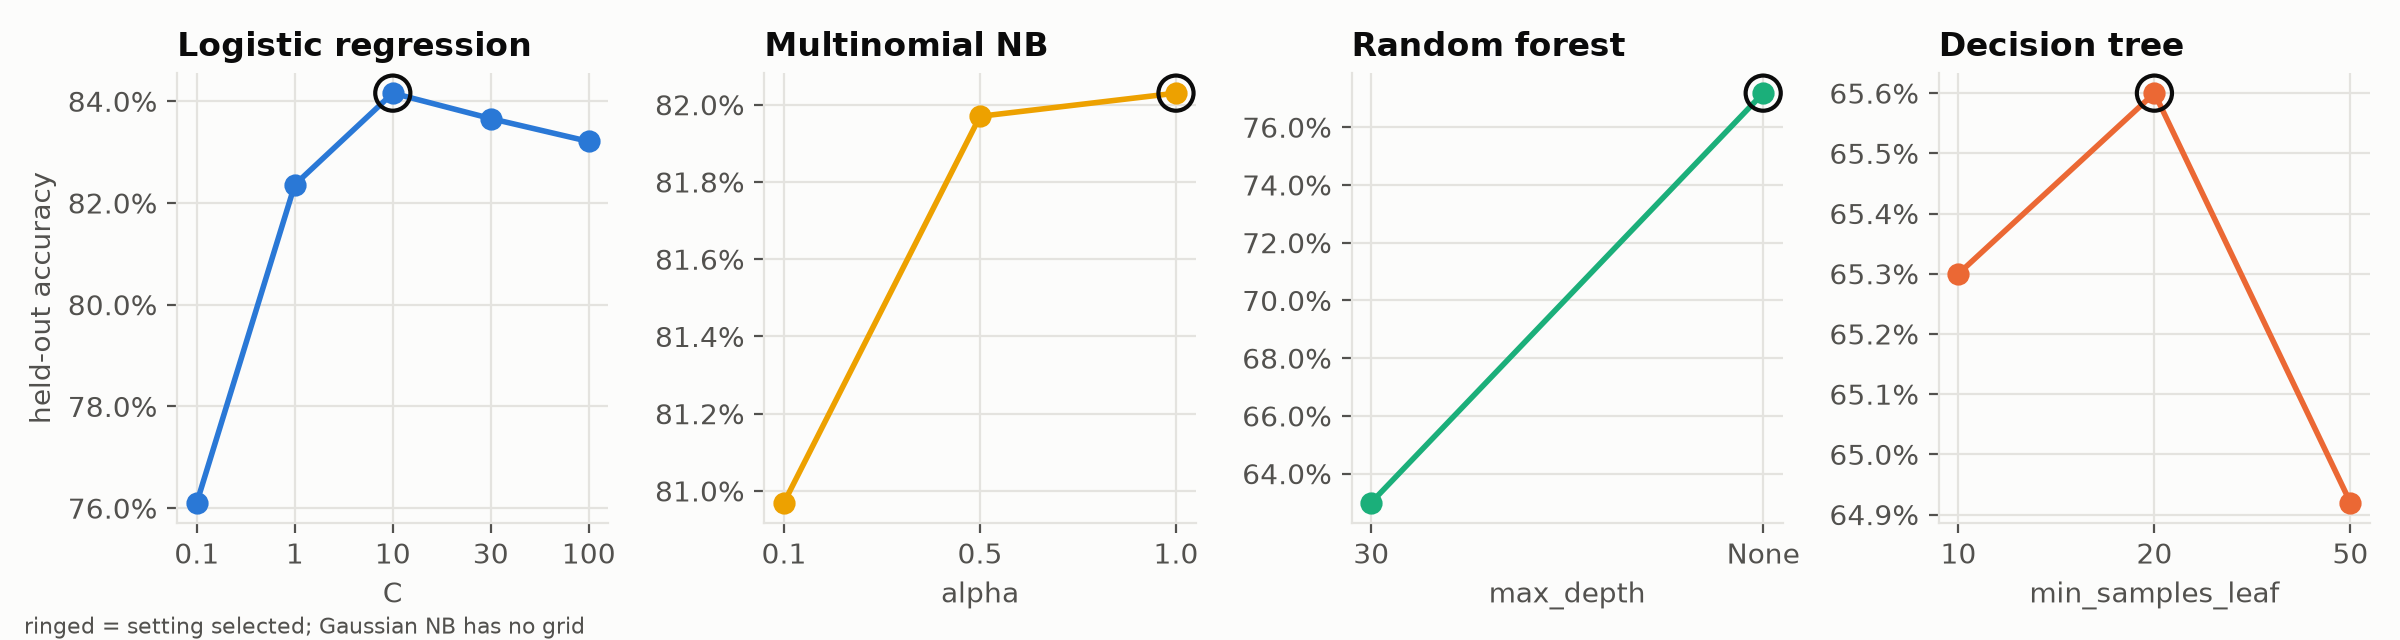 Logistic regression
held-out accuracy
84.0%
82.0%
80.0%
78.0%
76.0%
0.1 1 10 30 100
C
Multinomial NB
82.0%
81.8%
81.6%
81.4%
81.2%
81.0%
0.1 0.5 1.0
alpha
Random forest
76.0%
74.0%
72.0%
70.0%
68.0%
66.0%
64.0%
30 None
max_depth
Decision tree
65.6%
65.5%
65.4%
65.3%
65.2%
65.1%
65.0%
64.9%
10 20 50
min_samples_leaf
ringed = setting selected; Gaussian NB has no grid